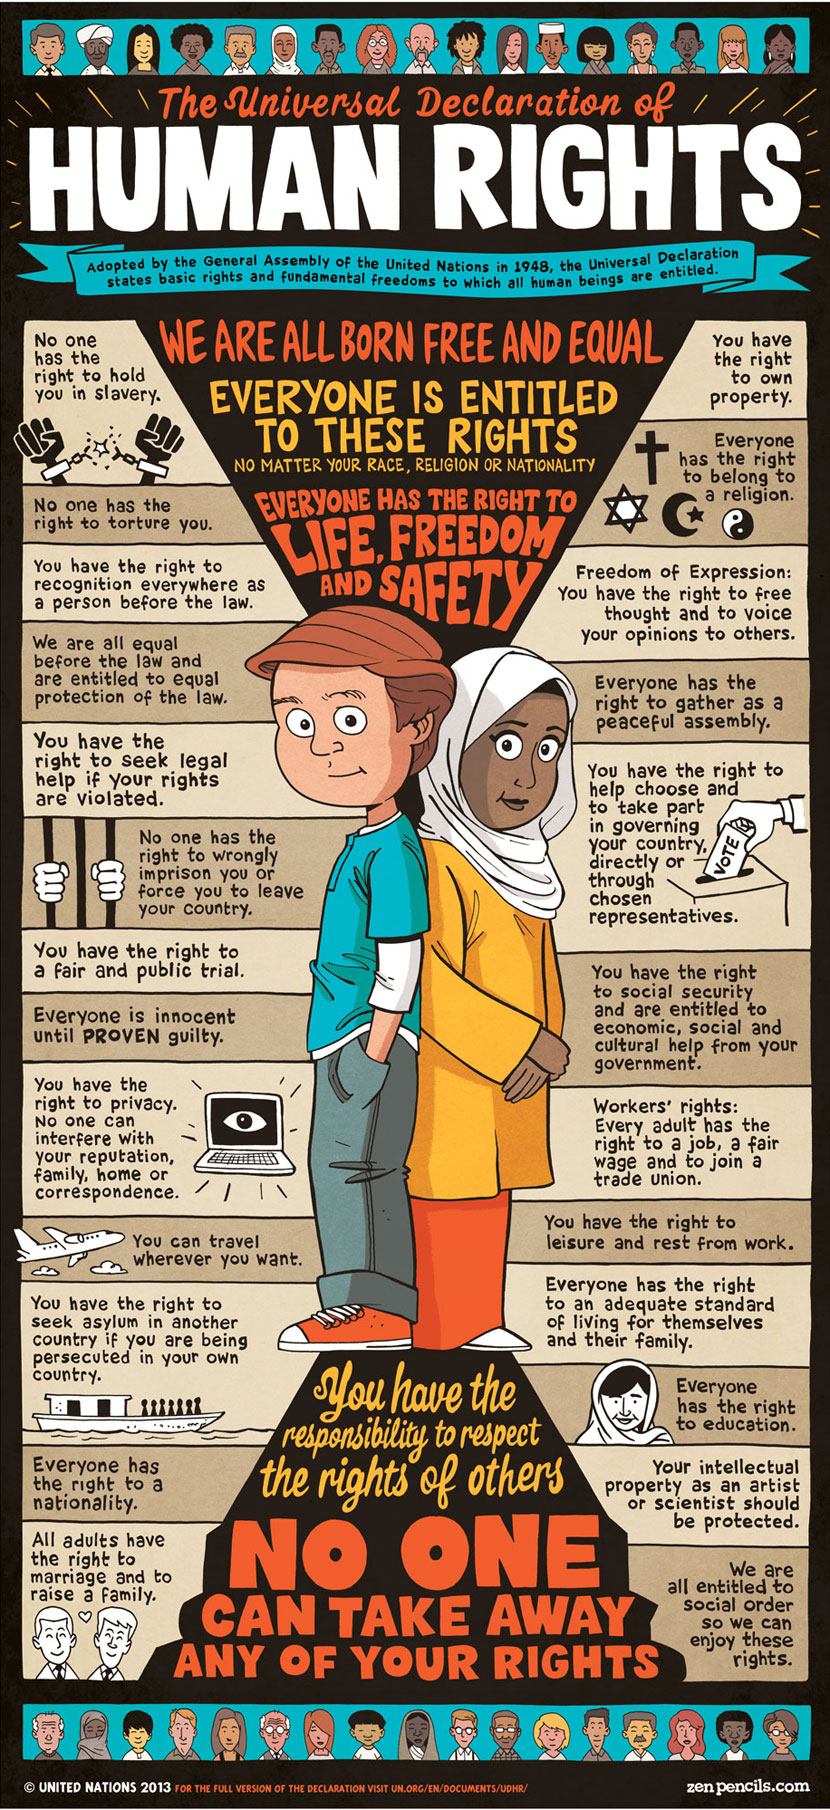 The Universal Declaration of
HUMAN RIGHTS
Adopted by the General Assembly of the United Nations in 1948, the Universal Declaration
states basic rights and fundamental freedoms to which all human beings are entitled.
WE ARE ALL BORN FREE AND EQUAL
EVERYONE IS ENTITLED
TO THESE RIGHTS
NO MATTER YOUR RACE, RELIGION OR NATIONALITY
EVERYONE HAS THE RIGHT TO
LIFE, FREEDOM
AND SAFETY
No one
has the
right to hold
you in slavery.
No one has the
right to torture you.
You have the right to
recognition everywhere as
a person before the law.
We are all equal
before the law and
are entitled to equal
protection of the law.
You have the
right to seek legal
help if your rights
are violated.
No one has the
right to wrongly
imprison you or
force you to leave
your country.
You have the right to
a fair and public trial.
Everyone is innocent
until PROVEN guilty.
You have the
right to privacy.
No one can
interfere with
your reputation,
family, home or
correspondence.
You can travel
wherever you want.
You have the right to
seek asylum in another
country if you are being
persecuted in your own
country.
Everyone has
the right to a
nationality.
All adults have
the right to
marriage and to
raise a family.
You have
the right
to own
property.
Everyone
has the right
to belong to
a religion.
Freedom of Expression:
You have the right to free
thought and to voice
your opinions to others.
Everyone has the
right to gather as a
peaceful assembly.
You have the right to
help choose and
to take part
in governing
your country,
directly or
through
chosen
representatives.
VOTE
You have the right
to social security
and are entitled to
economic, social and
cultural help from your
government.
Workers' rights:
Every adult has the
right to a job, a fair
wage and to join a
trade union.
You have the right to
leisure and rest from work.
Everyone has the right
to an adequate standard
of living for themselves
and their family.
Everyone
has the right
to education.
Your intellectual
property as an artist
or scientist should
be protected.
We are
all entitled to
social order
so we can
enjoy these
rights.
You have the
responsibility to respect
the rights of others
NO ONE
CAN TAKE AWAY
ANY OF YOUR RIGHTS
© UNITED NATIONS 2013 FOR THE FULL VERSION OF THE DECLARATION VISIT UN.ORG/EN/DOCUMENTS/UDHR/
zenpencils.com